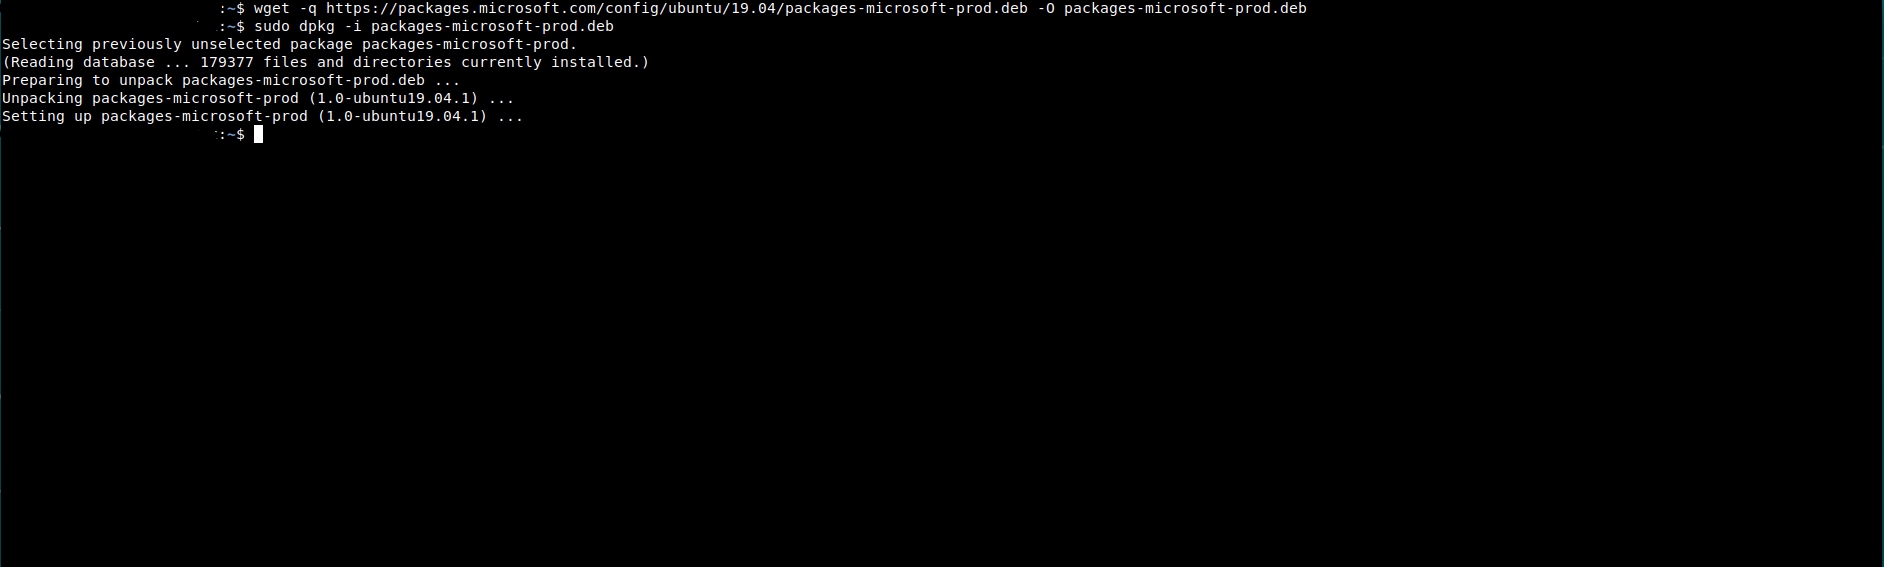 :~$ wget -q https://packages.microsoft.com/config/ubuntu/19.04/packages-microsoft-prod.deb -O packages-microsoft-prod.deb
:~$ sudo dpkg -i packages-microsoft-prod.deb
Selecting previously unselected package packages-microsoft-prod.
(Reading database ... 179377 files and directories currently installed.)
Preparing to unpack packages-microsoft-prod.deb ...
Unpacking packages-microsoft-prod (1.0-ubuntu19.04.1) ...
Setting up packages-microsoft-prod (1.0-ubuntu19.04.1) ...
:~$